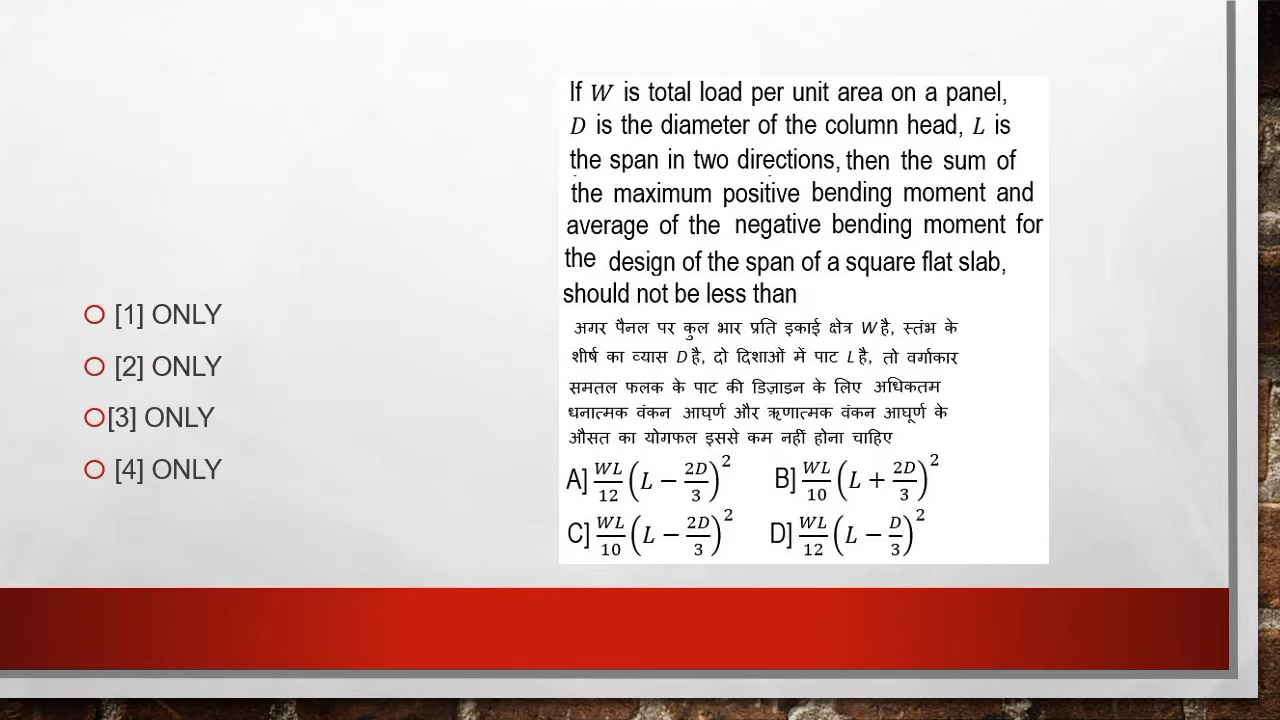 [1] ONLY
[2] ONLY
[3] ONLY
[4] ONLY
If W is total load per unit area on a panel,
D is the diameter of the column head, L is
the span in two directions, then the sum of
the maximum positive bending moment and
average of the negative bending moment for
the design of the span of a square flat slab,
should not be less than
अगर पैनल पर कुल भार प्रति इकाई क्षेत्र W है, स्तंभ के
शीर्ष का व्यास D है, दो दिशाओं में पाट L है, तो वर्गाकार
समतल फलक के पाट की डिज़ाइन के लिए अधिकतम
धनात्मक वंकन आघूर्ण और ऋणात्मक वंकन आघूर्ण के
औसत का योगफल इससे कम नहीं होना चाहिए
A] WL/12 (L − 2D/3)² B] WL/10 (L + 2D/3)²
C] WL/10 (L − 2D/3)² D] WL/12 (L − D/3)²